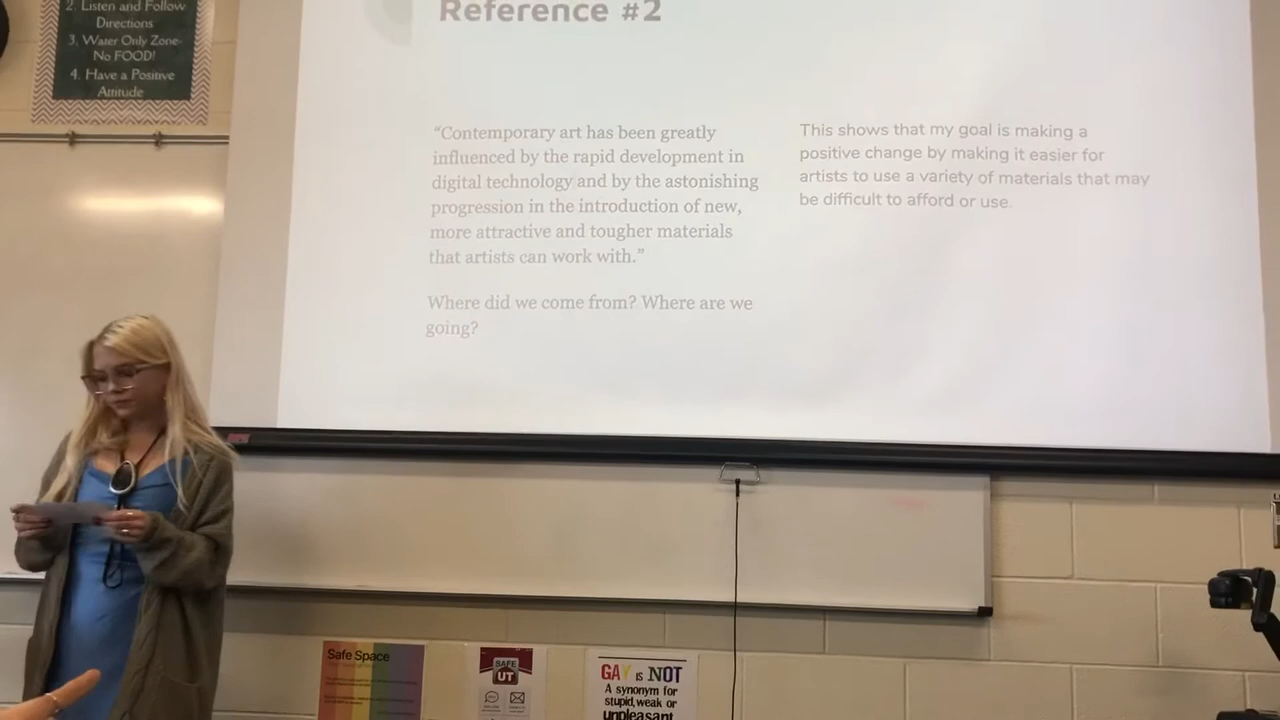 2. Listen and Follow
Directions
3. Water Only Zone-
No FOOD!
4. Have a Positive
Attitude
Reference #2
“Contemporary art has been greatly
influenced by the rapid development in
digital technology and by the astonishing
progression in the introduction of new,
more attractive and tougher materials
that artists can work with.”
Where did we come from? Where are we
going?
This shows that my goal is making a
positive change by making it easier for
artists to use a variety of materials that may
be difficult to afford or use.
Safe Space
SAFE
UT
GAY IS NOT
A synonym for
stupid, weak or
unpleasant